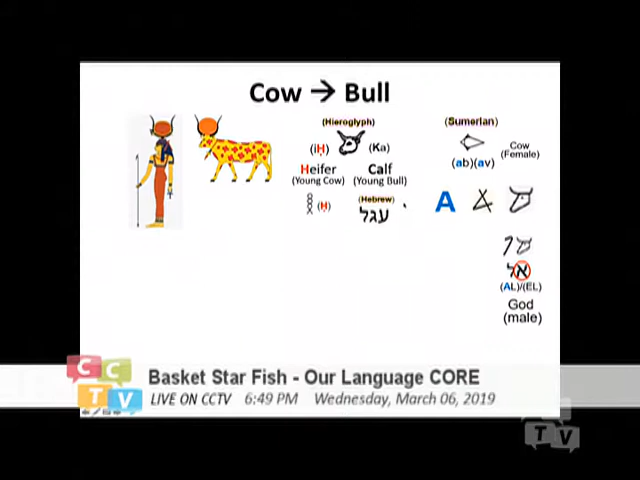 Cow → Bull
(Hieroglyph)
(iH) (Ka)
Heifer Calf
(Young Cow) (Young Bull)
(H)
(Hebrew)
עגל
(Sumerian)
(ab)(av)
Cow
(Female)
A
אל
(AL)/(EL)
God
(male)
CCTV
Basket Star Fish - Our Language CORE
LIVE ON CCTV 6:49 PM Wednesday, March 06, 2019
TV